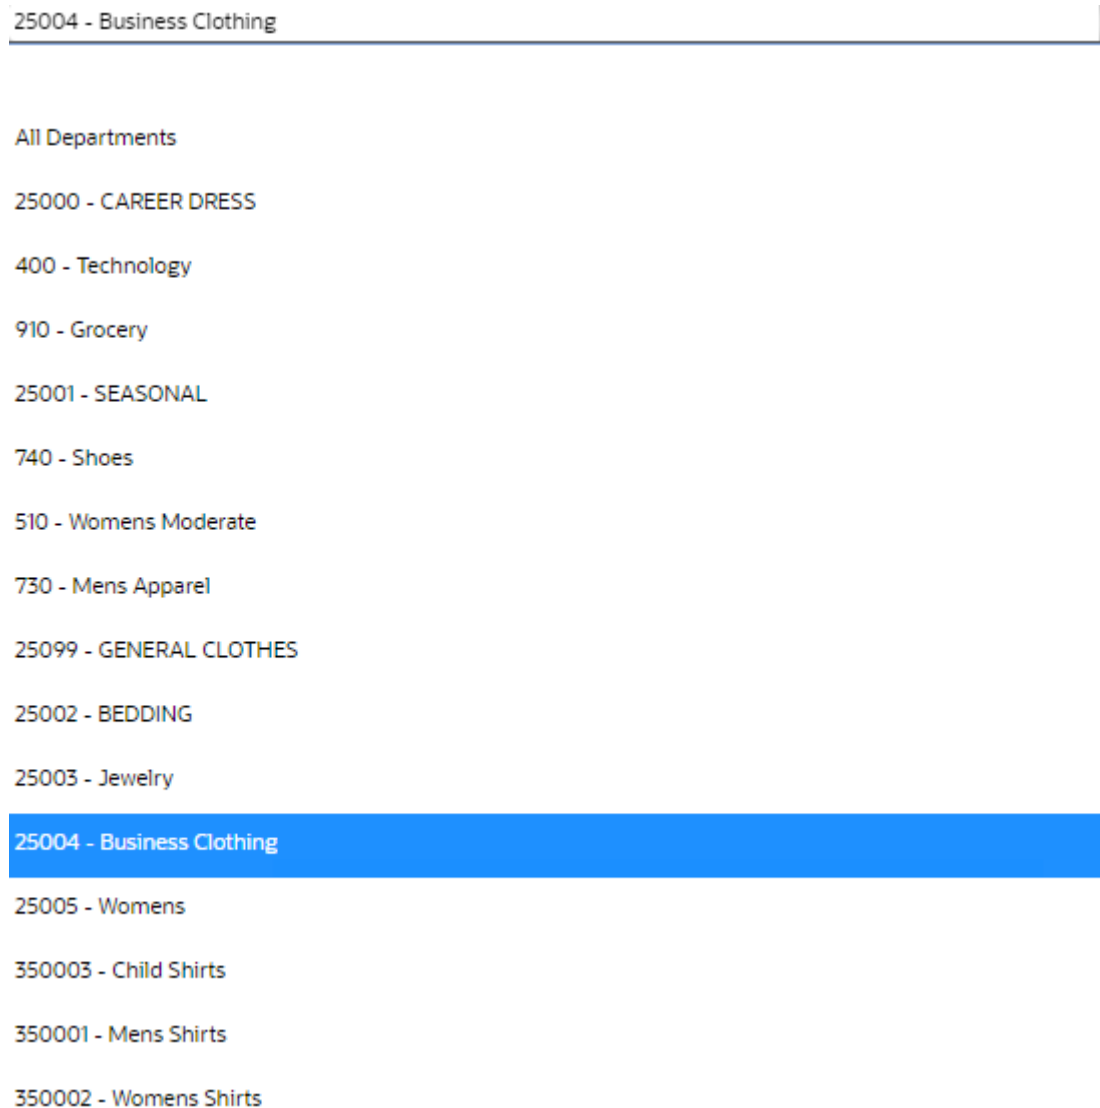 25004 - Business Clothing
All Departments
25000 - CAREER DRESS
400 - Technology
910 - Grocery
25001 - SEASONAL
740 - Shoes
510 - Womens Moderate
730 - Mens Apparel
25099 - GENERAL CLOTHES
25002 - BEDDING
25003 - Jewelry
25004 - Business Clothing
25005 - Womens
350003 - Child Shirts
350001 - Mens Shirts
350002 - Womens Shirts